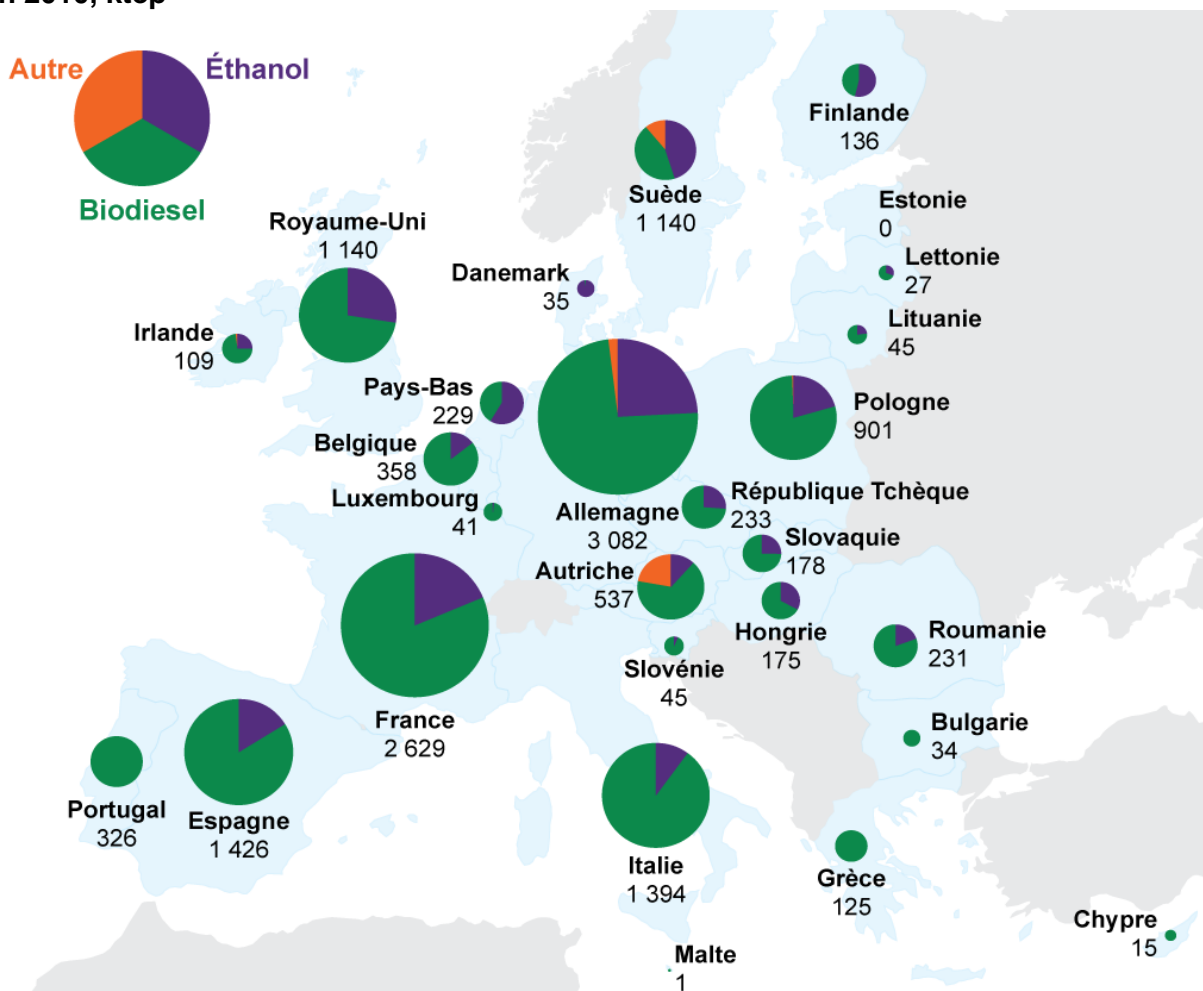 Autre
Éthanol
Biodiesel
Finlande
136
Suède
1 140
Estonie
0
Royaume-Uni
1 140
Lettonie
27
Danemark
35
Lituanie
45
Irlande
109
Pays-Bas
229
Pologne
901
Belgique
358
Luxembourg
41
République Tchèque
233
Allemagne
3 082
Slovaquie
178
Autriche
537
Hongrie
175
Roumanie
231
Slovénie
45
France
2 629
Bulgarie
34
Portugal
326
Espagne
1 426
Italie
1 394
Grèce
125
Chypre
15
Malte
1